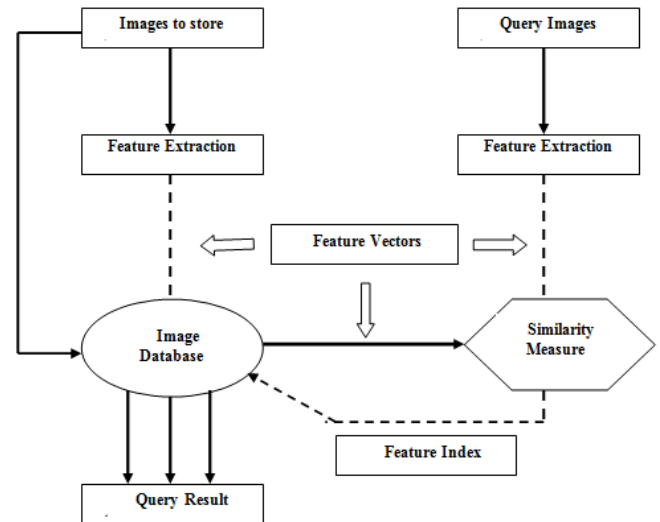 Images to store
Query Images
Feature Extraction
Feature Extraction
Feature Vectors
Image
Database
Similarity
Measure
Feature Index
Query Result